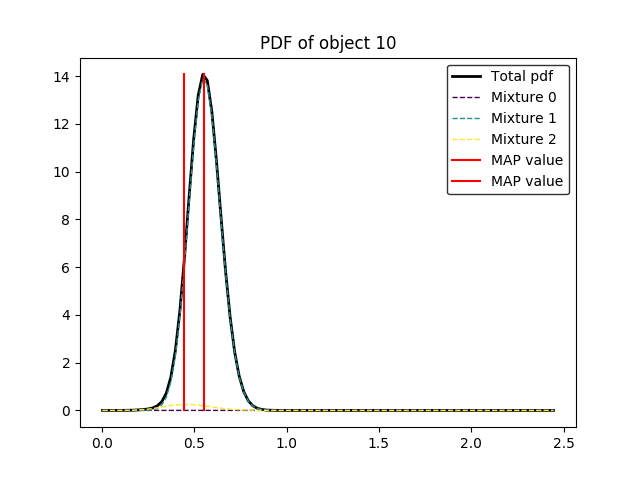 PDF of object 10
Total pdf
Mixture 0
Mixture 1
Mixture 2
MAP value
MAP value
14
12
10
8
6
4
2
0
0.0 0.5 1.0 1.5 2.0 2.5